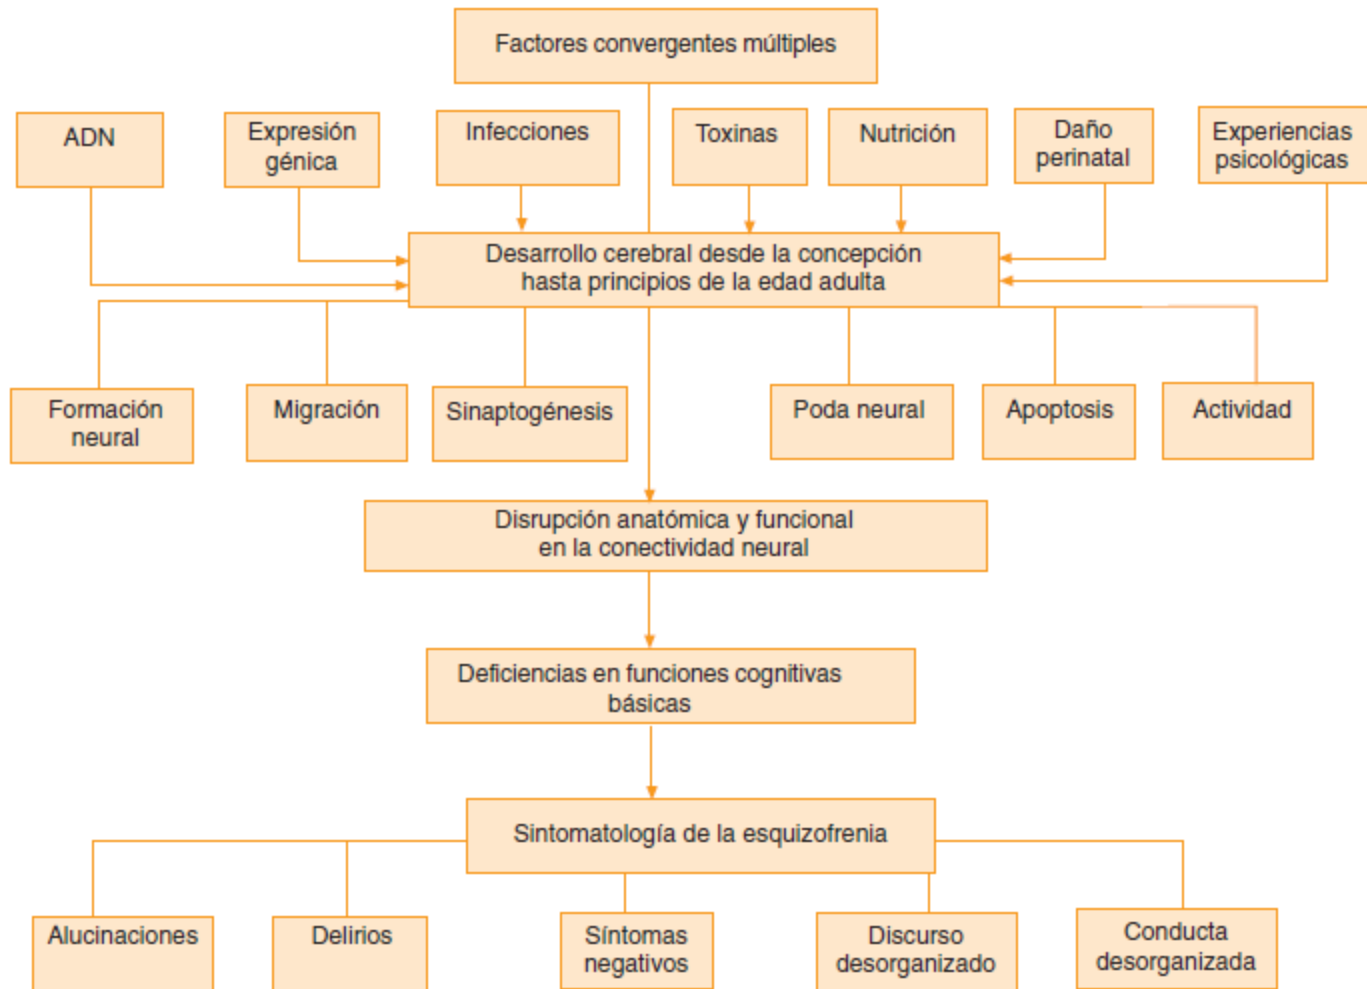 Factores convergentes múltiples
ADN
Expresión
génica
Infecciones
Toxinas
Nutrición
Daño
perinatal
Experiencias
psicológicas
Desarrollo cerebral desde la concepción
hasta principios de la edad adulta
Formación
neural
Migración
Sinaptogénesis
Poda neural
Apoptosis
Actividad
Disrupción anatómica y funcional
en la conectividad neural
Deficiencias en funciones cognitivas
básicas
Sintomatología de la esquizofrenia
Alucinaciones
Delirios
Síntomas
negativos
Discurso
desorganizado
Conducta
desorganizada